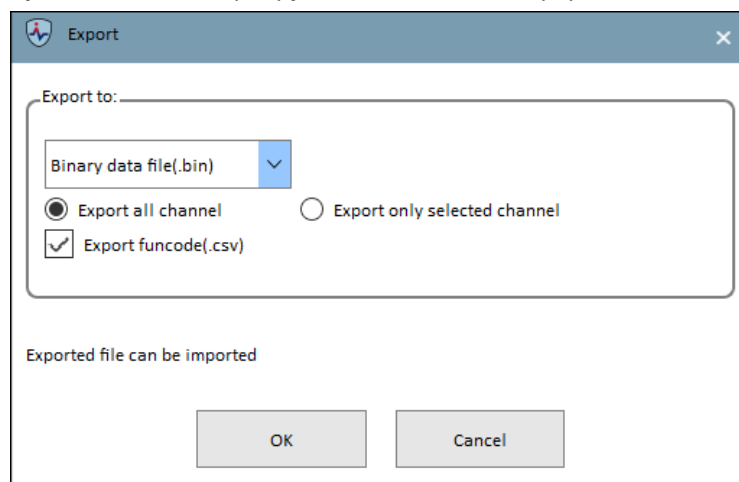 Export
Export to:
Binary data file(.bin)
Export all channel Export only selected channel
Export funcode(.csv)
Exported file can be imported
OK Cancel